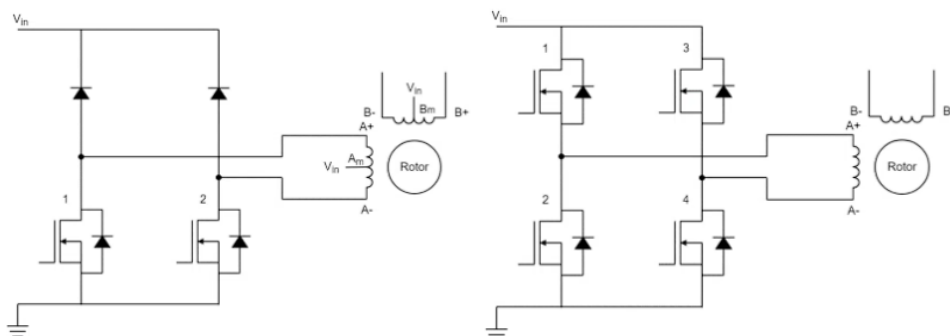 Vin
1
2
Vin
Bm
B-
B+
A+
Vin
Am
A-
Rotor
Vin
1
3
2
4
B-
B
A+
A-
Rotor